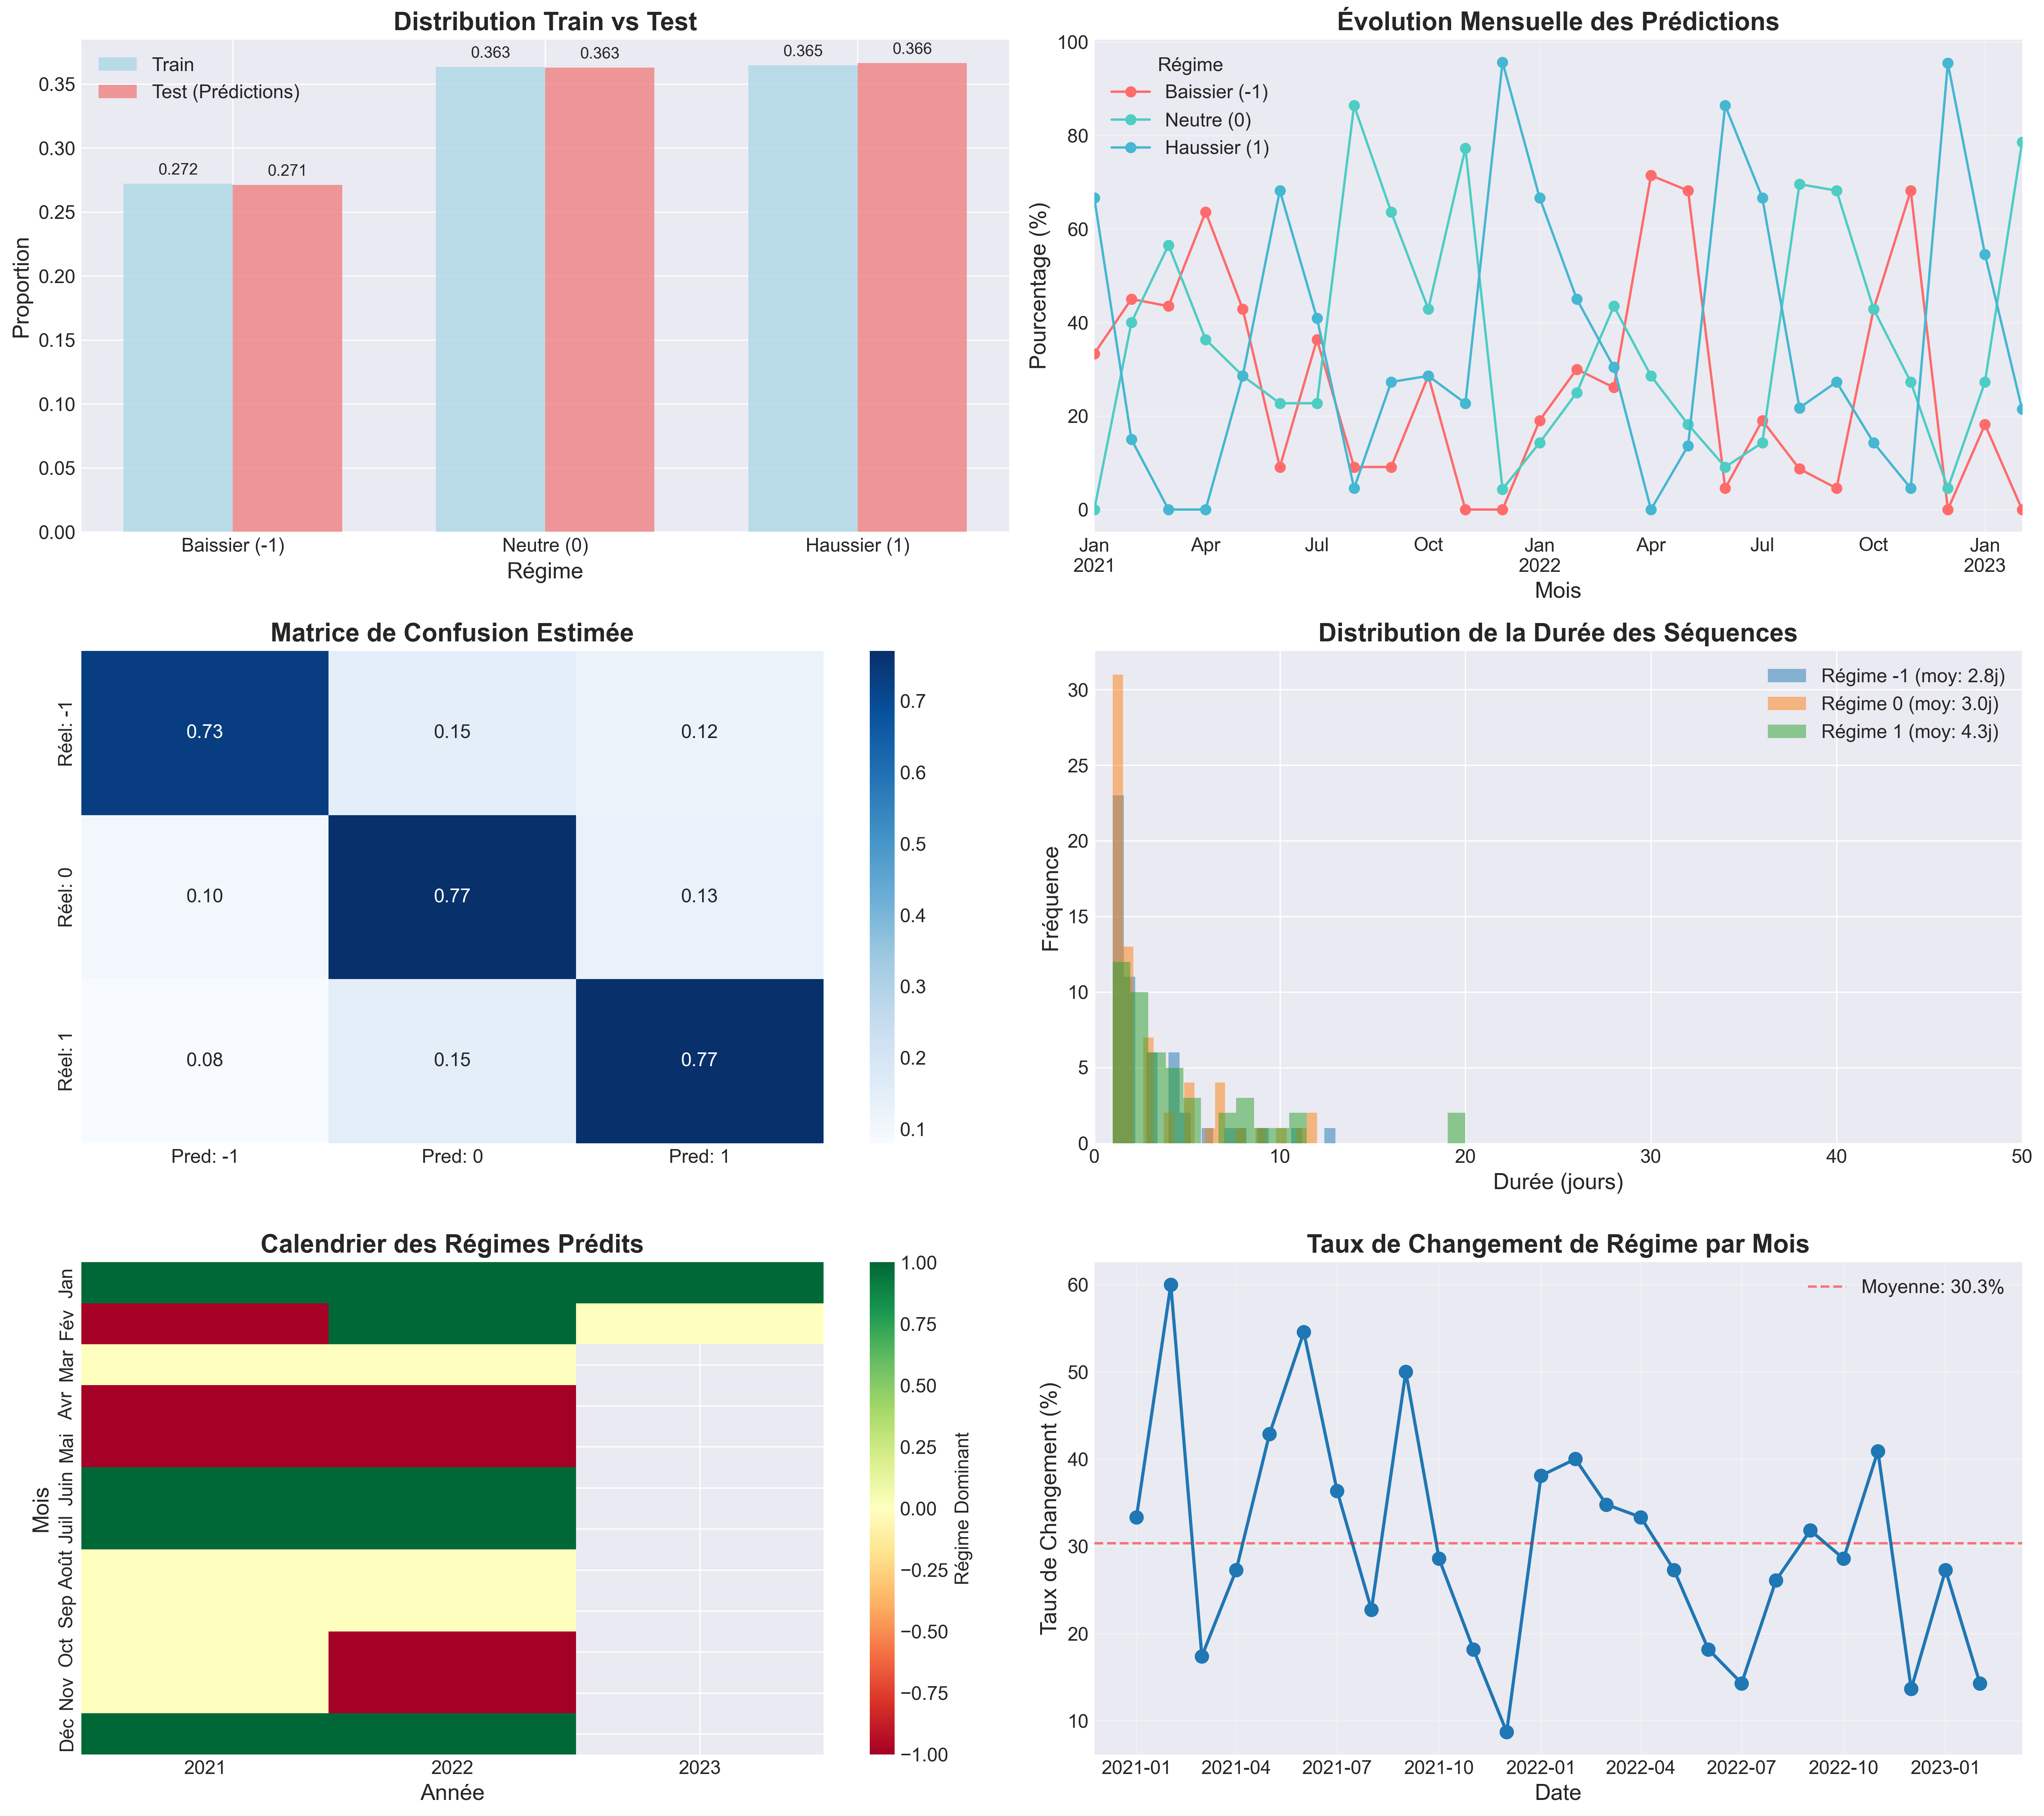 Distribution Train vs Test
Train
Test (Prédictions)
0.272
0.271
0.363
0.363
0.365
0.366
0.35
0.30
0.25
0.20
0.15
0.10
0.05
0.00
Proportion
Baissier (-1)
Neutre (0)
Haussier (1)
Régime
Évolution Mensuelle des Prédictions
Régime
Baissier (-1)
Neutre (0)
Haussier (1)
100
80
60
40
20
0
Pourcentage (%)
Jan
2021
Apr
Jul
Oct
Jan
2022
Apr
Jul
Oct
Jan
2023
Mois
Matrice de Confusion Estimée
Réel: -1
Réel: 0
Réel: 1
0.73
0.15
0.12
0.10
0.77
0.13
0.08
0.15
0.77
Pred: -1
Pred: 0
Pred: 1
0.7
0.6
0.5
0.4
0.3
0.2
0.1
Distribution de la Durée des Séquences
Régime -1 (moy: 2.8j)
Régime 0 (moy: 3.0j)
Régime 1 (moy: 4.3j)
30
25
20
15
10
5
0
Fréquence
0
10
20
30
40
50
Durée (jours)
Calendrier des Régimes Prédits
Jan
Fév
Mar
Avr
Mai
Juin
Juil
Août
Sep
Oct
Nov
Déc
Mois
2021
2022
2023
Année
1.00
0.75
0.50
0.25
0.00
−0.25
−0.50
−0.75
−1.00
Régime Dominant
Taux de Changement de Régime par Mois
Moyenne: 30.3%
60
50
40
30
20
10
Taux de Changement (%)
2021-01
2021-04
2021-07
2021-10
2022-01
2022-04
2022-07
2022-10
2023-01
Date